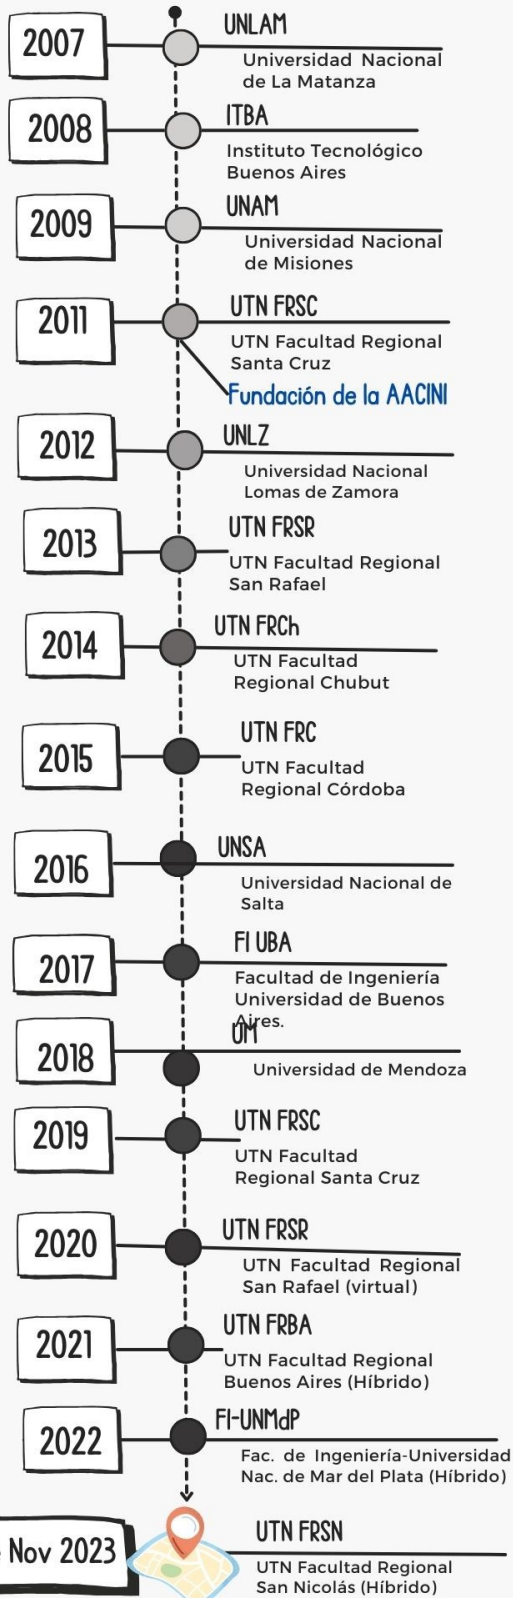 2007
UNLAM
Universidad Nacional
de La Matanza
2008
ITBA
Instituto Tecnológico
Buenos Aires
2009
UNAM
Universidad Nacional
de Misiones
2011
UTN FRSC
UTN Facultad Regional
Santa Cruz
Fundación de la AACINI
2012
UNLZ
Universidad Nacional
Lomas de Zamora
2013
UTN FRSR
UTN Facultad Regional
San Rafael
2014
UTN FRCh
UTN Facultad
Regional Chubut
2015
UTN FRC
UTN Facultad
Regional Córdoba
2016
UNSA
Universidad Nacional de
Salta
2017
FI UBA
Facultad de Ingeniería
Universidad de Buenos
Aires.
2018
UM
Universidad de Mendoza
2019
UTN FRSC
UTN Facultad
Regional Santa Cruz
2020
UTN FRSR
UTN Facultad Regional
San Rafael (virtual)
2021
UTN FRBA
UTN Facultad Regional
Buenos Aires (Híbrido)
2022
FI-UNMdP
Fac. de Ingeniería-Universidad
Nac. de Mar del Plata (Híbrido)
Nov 2023
UTN FRSN
UTN Facultad Regional
San Nicolás (Híbrido)